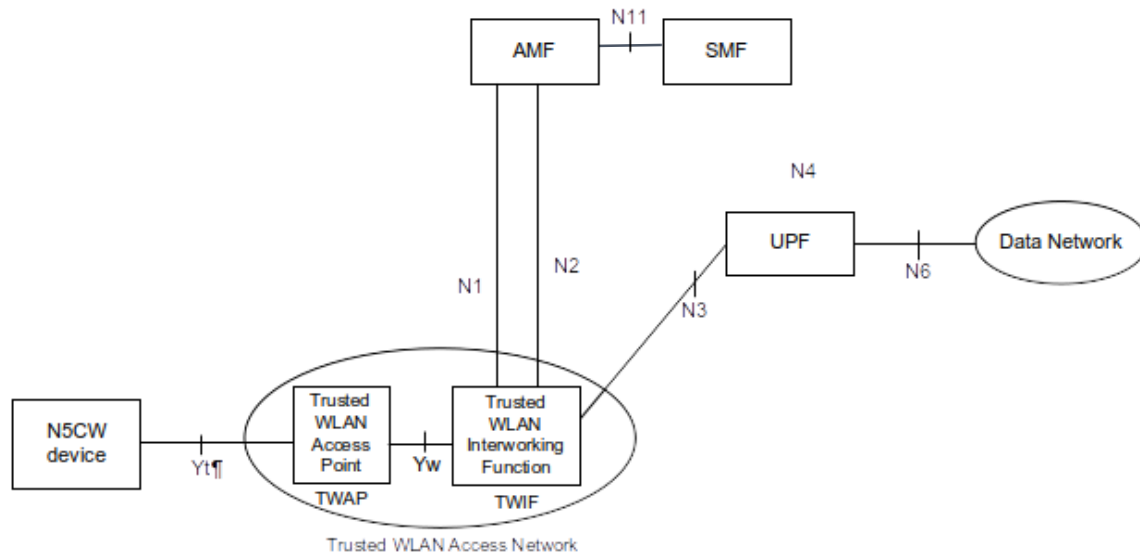 N11
AMF
SMF
N4
UPF
Data Network
N1
N2
N6
N3
N5CW
device
Trusted
WLAN
Access
Point
Trusted
WLAN
Interworking
Function
Yt¶
Yw
TWAP
TWIF
Trusted WLAN Access Network